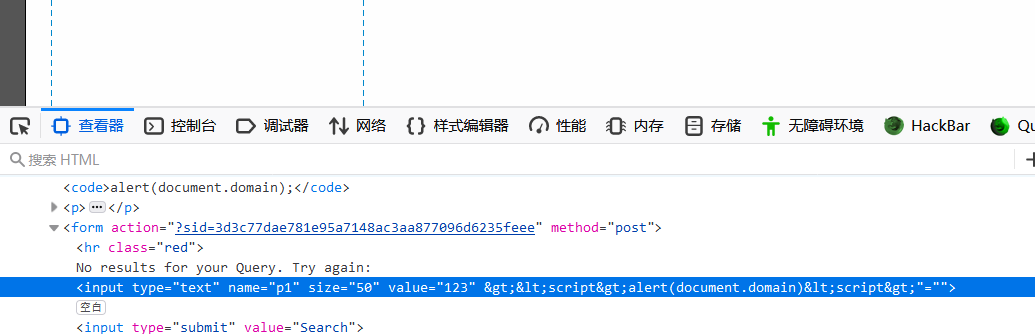 查看器 控制台 调试器 网络 {} 样式编辑器 性能 内存 存储 无障碍环境 HackBar Qu
搜索 HTML +
<code>alert(document.domain);</code>
<p>…</p>
<form action="?sid=3d3c77dae781e95a7148ac3aa877096d6235feee" method="post">
<hr class="red">
No results for your Query. Try again:
<input type="text" name="p1" size="50" value="123" &gt;&lt;script&gt;alert(document.domain)&lt;script&gt;"="">
空白
<input type="submit" value="Search">